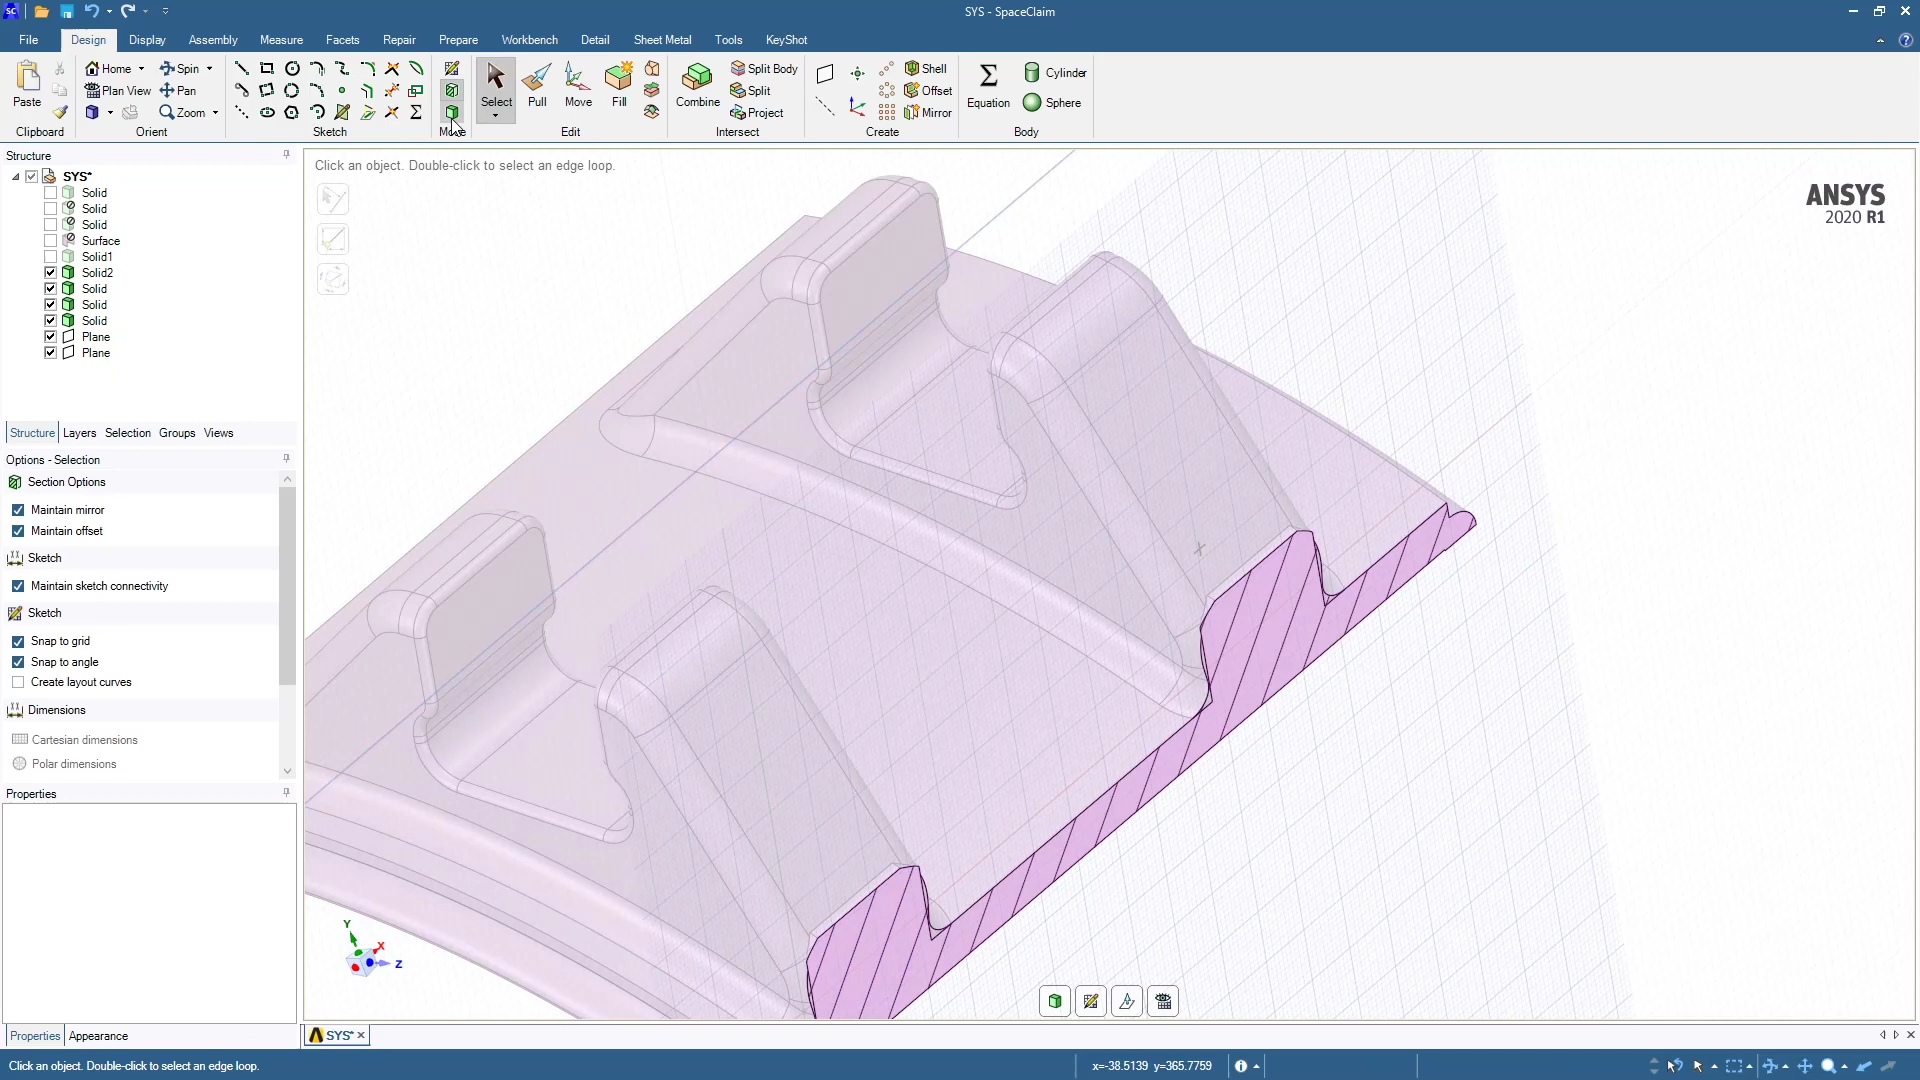 SC SYS - SpaceClaim
File Design Display Assembly Measure Facets Repair Prepare Workbench Detail Sheet Metal Tools KeyShot
Paste
Clipboard
Home Spin
Plan View Pan
Zoom
Orient
Sketch
Select Pull Move Fill
Edit
Combine
Split Body
Split
Project
Intersect
Shell
Offset
Mirror
Create
Equation
Cylinder
Sphere
Body
Structure
SYS*
Solid
Solid
Solid
Surface
Solid1
Solid2
Solid
Solid
Solid
Plane
Plane
Structure Layers Selection Groups Views
Options - Selection
Section Options
Maintain mirror
Maintain offset
Sketch
Maintain sketch connectivity
Sketch
Snap to grid
Snap to angle
Create layout curves
Dimensions
Cartesian dimensions
Polar dimensions
Properties
Properties Appearance
Click an object. Double-click to select an edge loop.
ANSYS
2020 R1
Y
X
Z
SYS*
Click an object. Double-click to select an edge loop.
x=-38.5139 y=365.7759